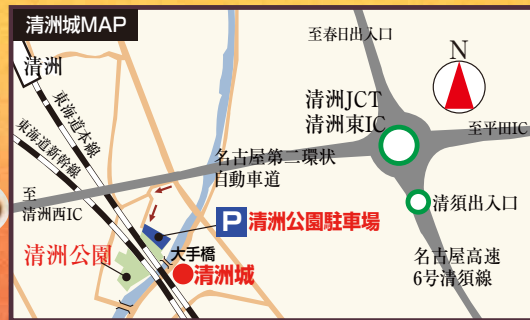 清洲城MAP
至春日出入口
清洲
N
清洲JCT
清洲東IC
至平田IC
東海道本線
東海道新幹線
名古屋第二環状
自動車道
至
清洲西IC
清須出入口
P 清洲公園駐車場
大手橋
清洲公園
清洲城
名古屋高速
6号清須線